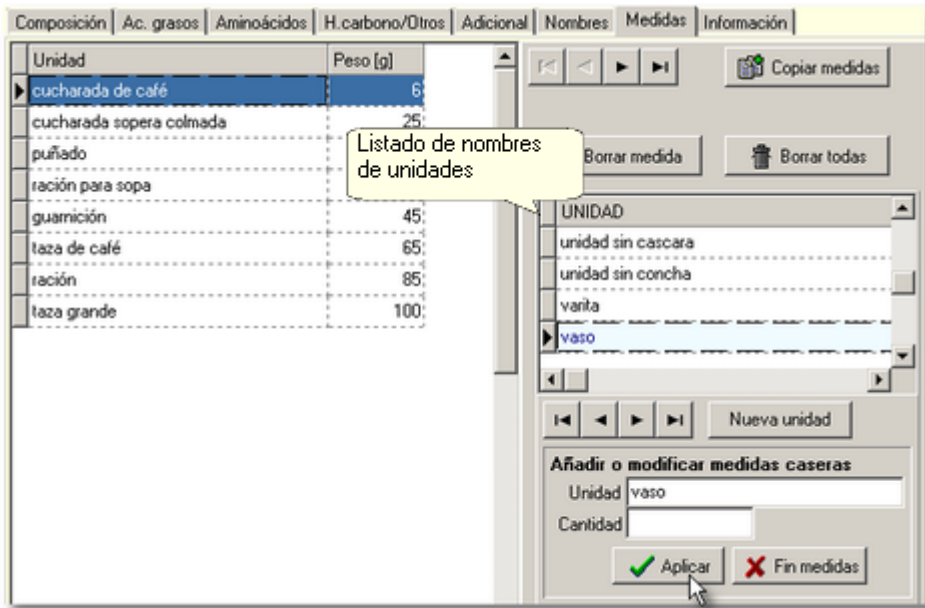 Composición Ac. grasos Aminoácidos H.carbono/Otros Adicional Nombres Medidas Información
Unidad Peso [g]
cucharada de café 6
cucharada sopera colmada 25
puñado
ración para sopa
guarnición 45
taza de café 65
ración 85
taza grande 100
Copiar medidas
Listado de nombres
de unidades
Borrar medida Borrar todas
UNIDAD
unidad sin cascara
unidad sin concha
varita
vaso
Nueva unidad
Añadir o modificar medidas caseras
Unidad vaso
Cantidad
Aplicar Fin medidas